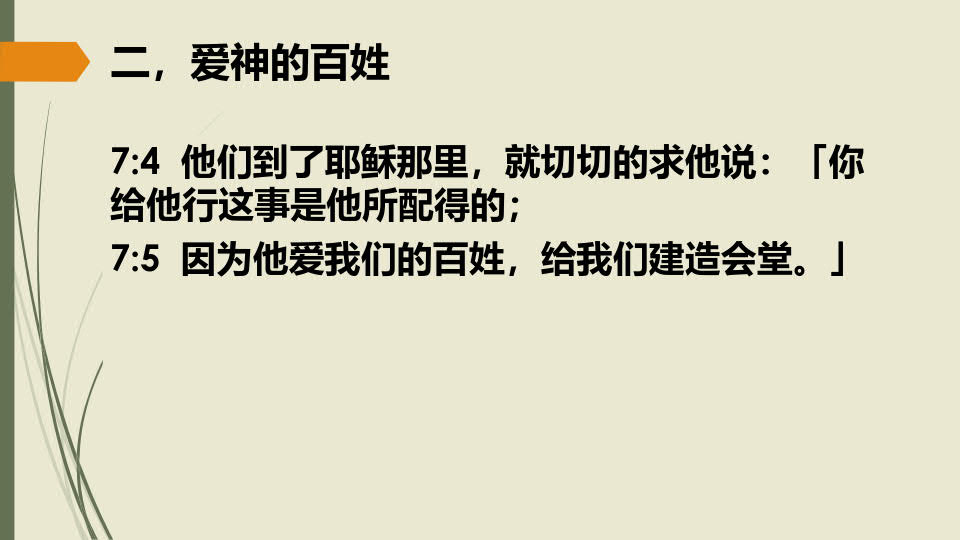 二，爱神的百姓
7:4 他们到了耶稣那里，就切切的求他说：「你
给他行这事是他所配得的；
7:5 因为他爱我们的百姓，给我们建造会堂。」